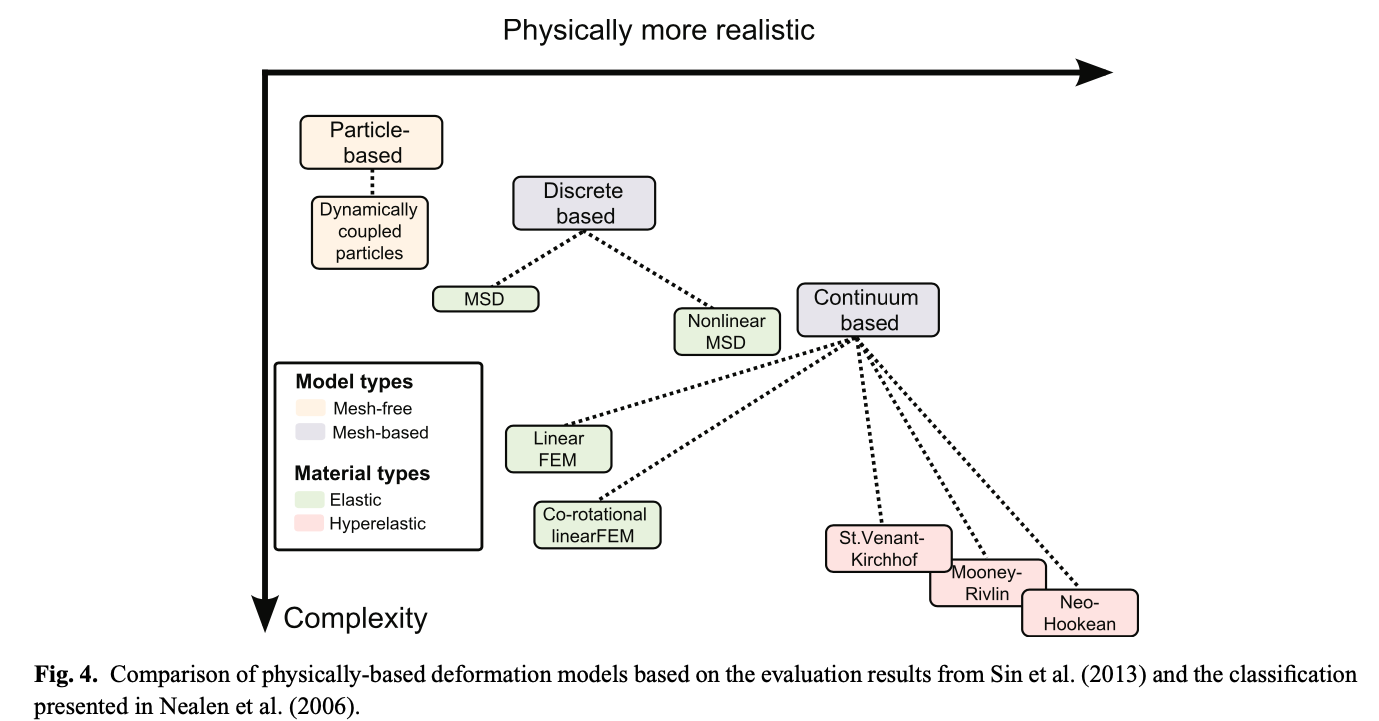 Physically more realistic
Particle-
based
Dynamically
coupled
particles
Discrete
based
MSD
Nonlinear
MSD
Continuum
based
Model types
Mesh-free
Mesh-based
Material types
Elastic
Hyperelastic
Linear
FEM
Co-rotational
linearFEM
St.Venant-
Kirchhof
Mooney-
Rivlin
Neo-
Hookean
Complexity
Fig. 4. Comparison of physically-based deformation models based on the evaluation results from Sin et al. (2013) and the classification
presented in Nealen et al. (2006).